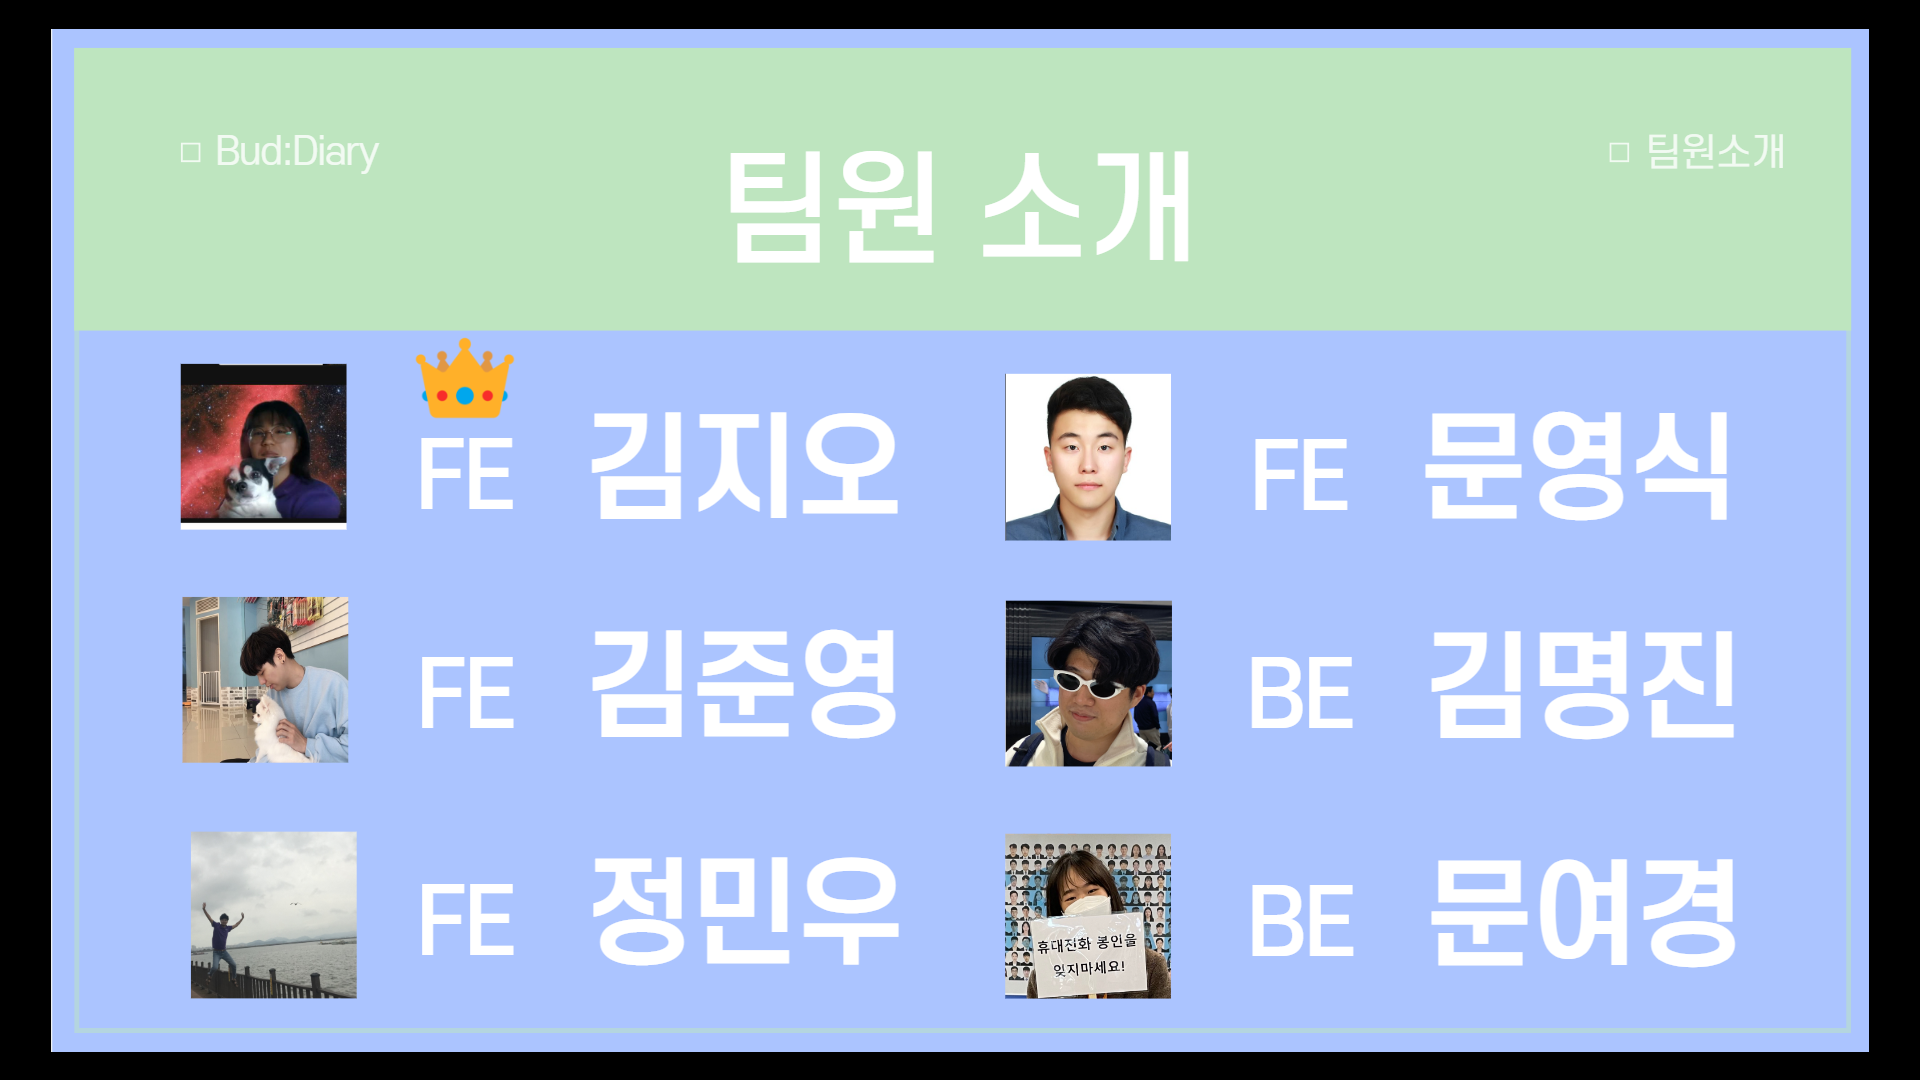 □ Bud:Diary
팀원 소개
□ 팀원소개
FE 김지오
FE 문영식
FE 김준영
BE 김명진
FE 정민우
BE 문여경
휴대전화 봉인을
잊지마세요!